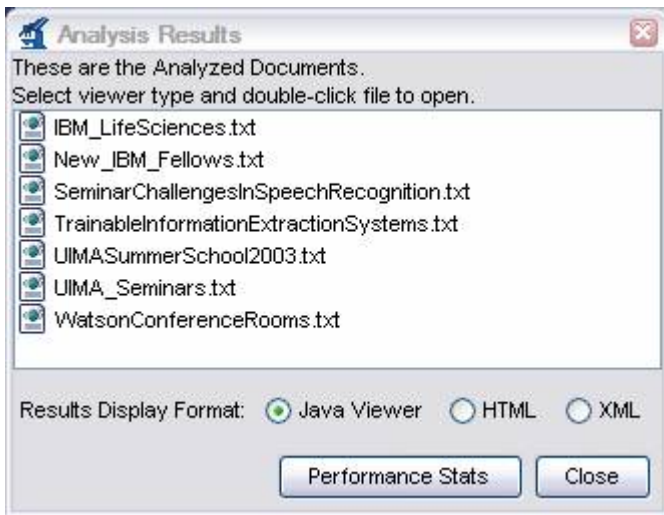 Analysis Results
These are the Analyzed Documents.
Select viewer type and double-click file to open.
IBM_LifeSciences.txt
New_IBM_Fellows.txt
SeminarChallengesInSpeechRecognition.txt
TrainableInformationExtractionSystems.txt
UIMASummerSchool2003.txt
UIMA_Seminars.txt
WatsonConferenceRooms.txt
Results Display Format: Java Viewer HTML XML
Performance Stats Close